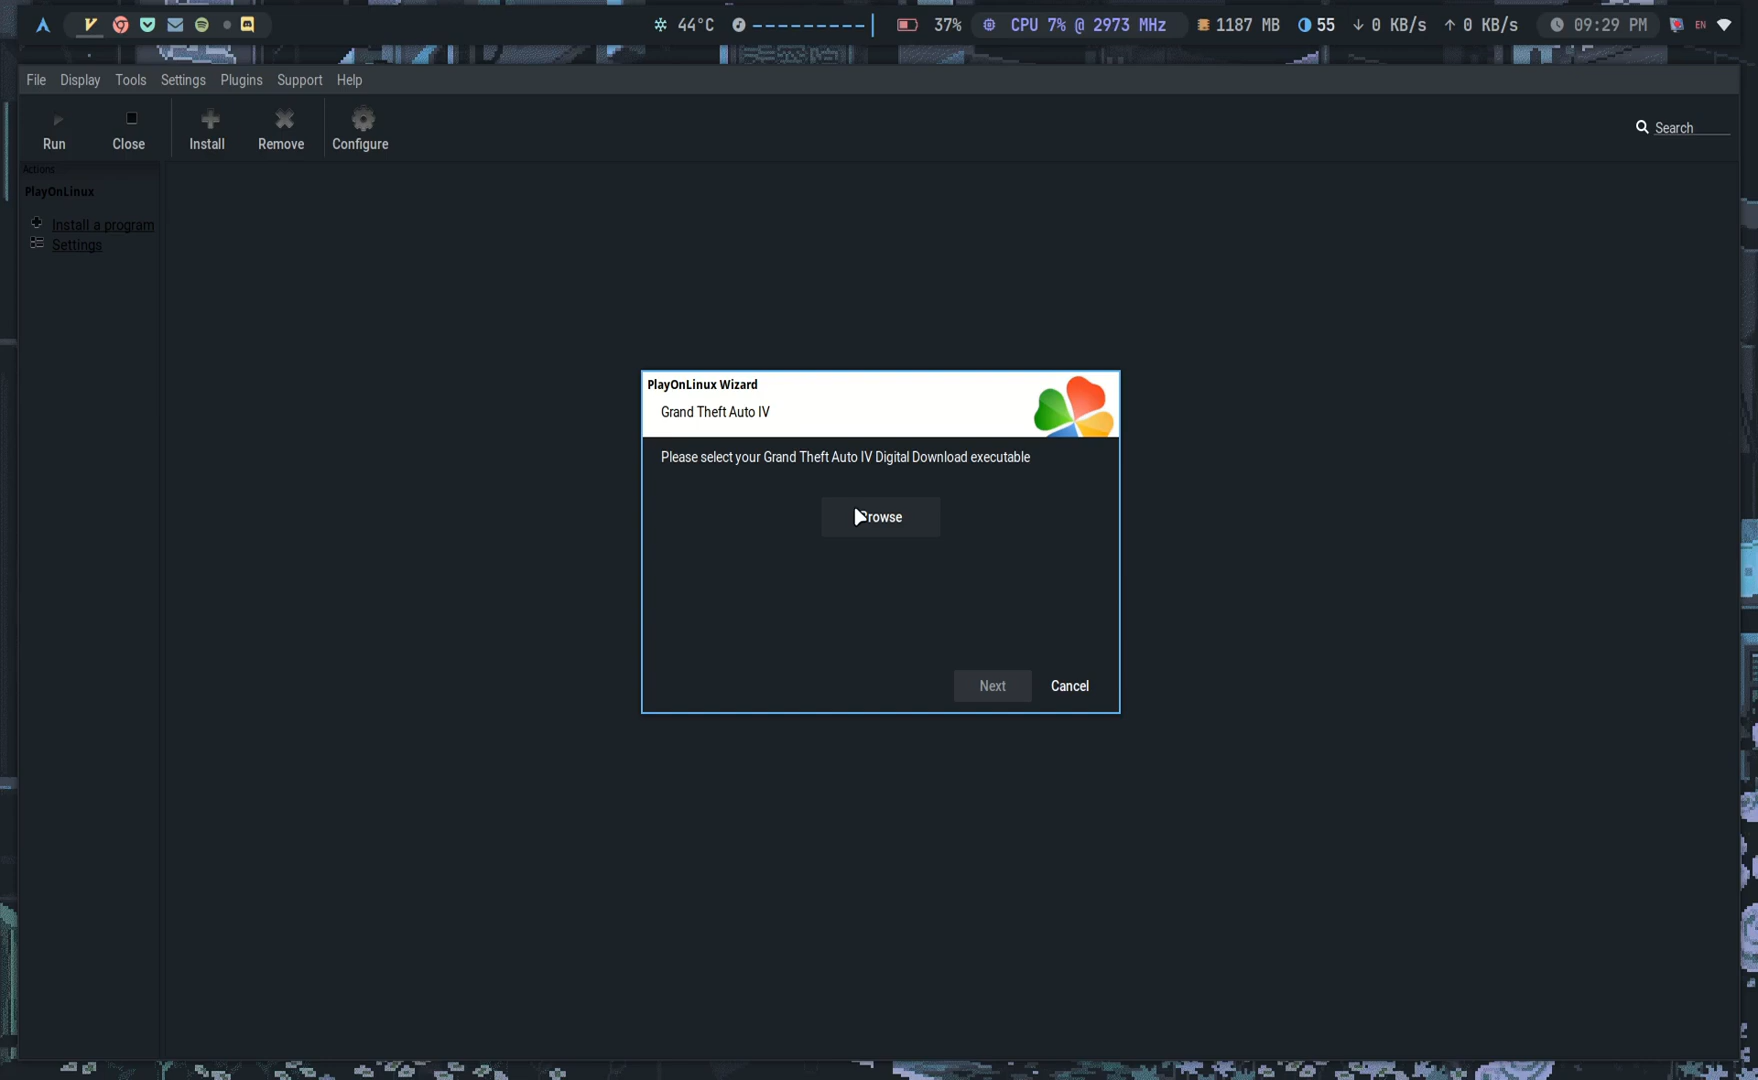 44°C 37% CPU 7% @ 2973 MHz 1187 MB 55 ↓ 0 KB/s ↑ 0 KB/s 09:29 PM EN
File Display Tools Settings Plugins Support Help
Run Close Install Remove Configure
Search
Actions
PlayOnLinux
Install a program
Settings
PlayOnLinux Wizard
Grand Theft Auto IV
Please select your Grand Theft Auto IV Digital Download executable
rowse
Next Cancel